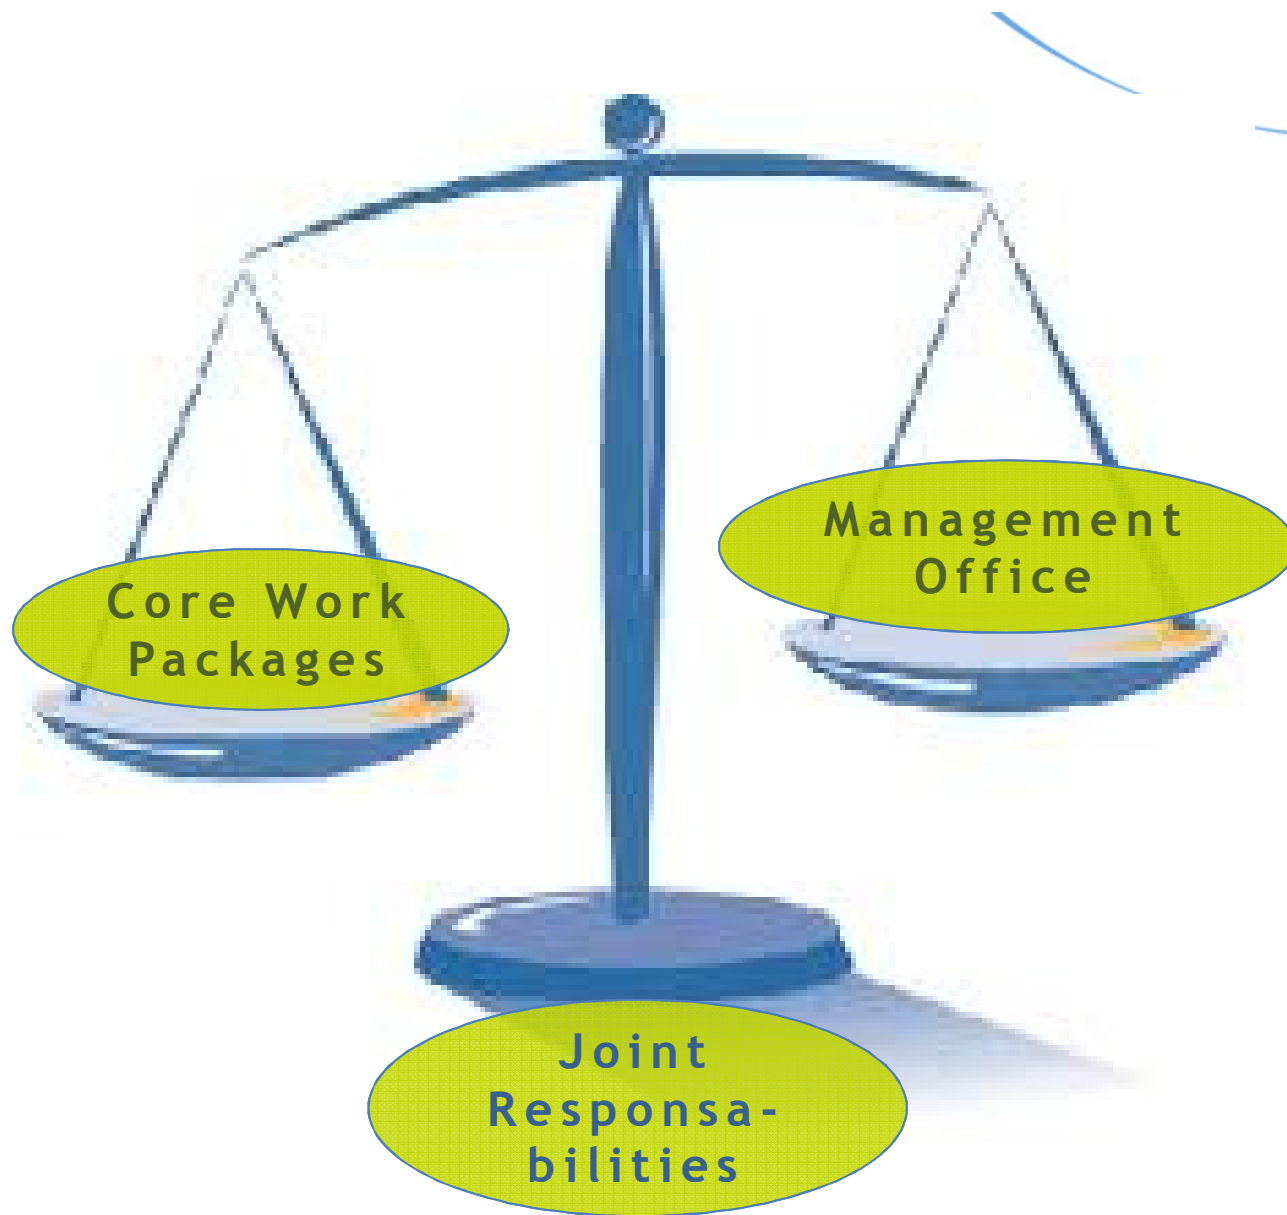 Management
Office
Core Work
Packages
Joint
Responsa-
bilities